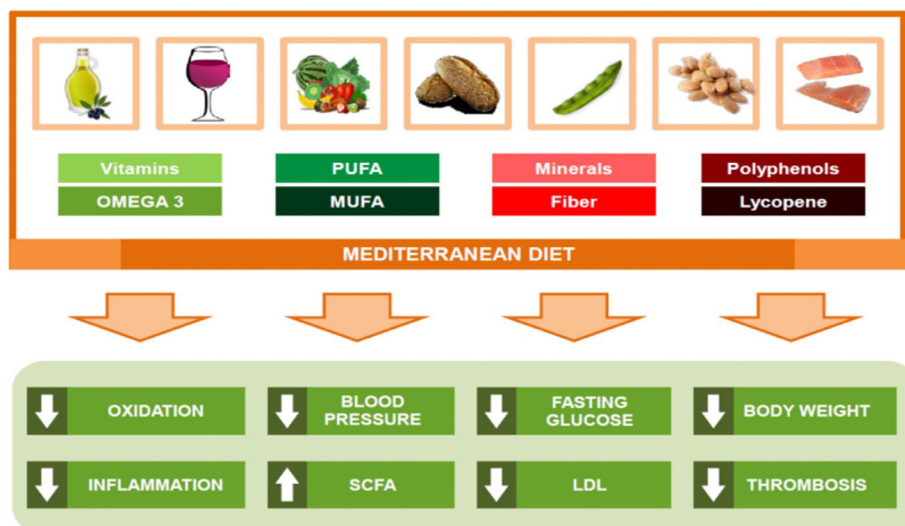 Vitamins
PUFA
Minerals
Polyphenols
OMEGA 3
MUFA
Fiber
Lycopene
MEDITERRANEAN DIET
OXIDATION
BLOOD
PRESSURE
FASTING
GLUCOSE
BODY WEIGHT
INFLAMMATION
SCFA
LDL
THROMBOSIS